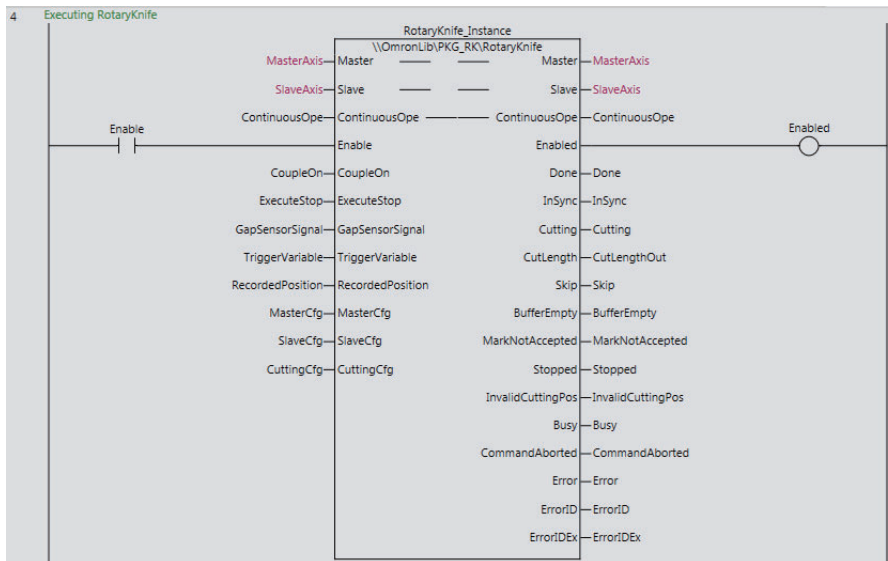 4 Executing RotaryKnife
RotaryKnife_Instance
\\OmronLib\PKG_RK\RotaryKnife
MasterAxis Master Master MasterAxis
SlaveAxis Slave Slave SlaveAxis
ContinuousOpe ContinuousOpe ContinuousOpe ContinuousOpe
Enable Enabled
Enable Enabled
CoupleOn CoupleOn Done Done
ExecuteStop ExecuteStop InSync InSync
GapSensorSignal GapSensorSignal Cutting Cutting
TriggerVariable TriggerVariable CutLength CutLengthOut
RecordedPosition RecordedPosition Skip Skip
MasterCfg MasterCfg BufferEmpty BufferEmpty
SlaveCfg SlaveCfg MarkNotAccepted MarkNotAccepted
CuttingCfg CuttingCfg Stopped Stopped
InvalidCuttingPos InvalidCuttingPos
Busy Busy
CommandAborted CommandAborted
Error Error
ErrorID ErrorID
ErrorIDEx ErrorIDEx